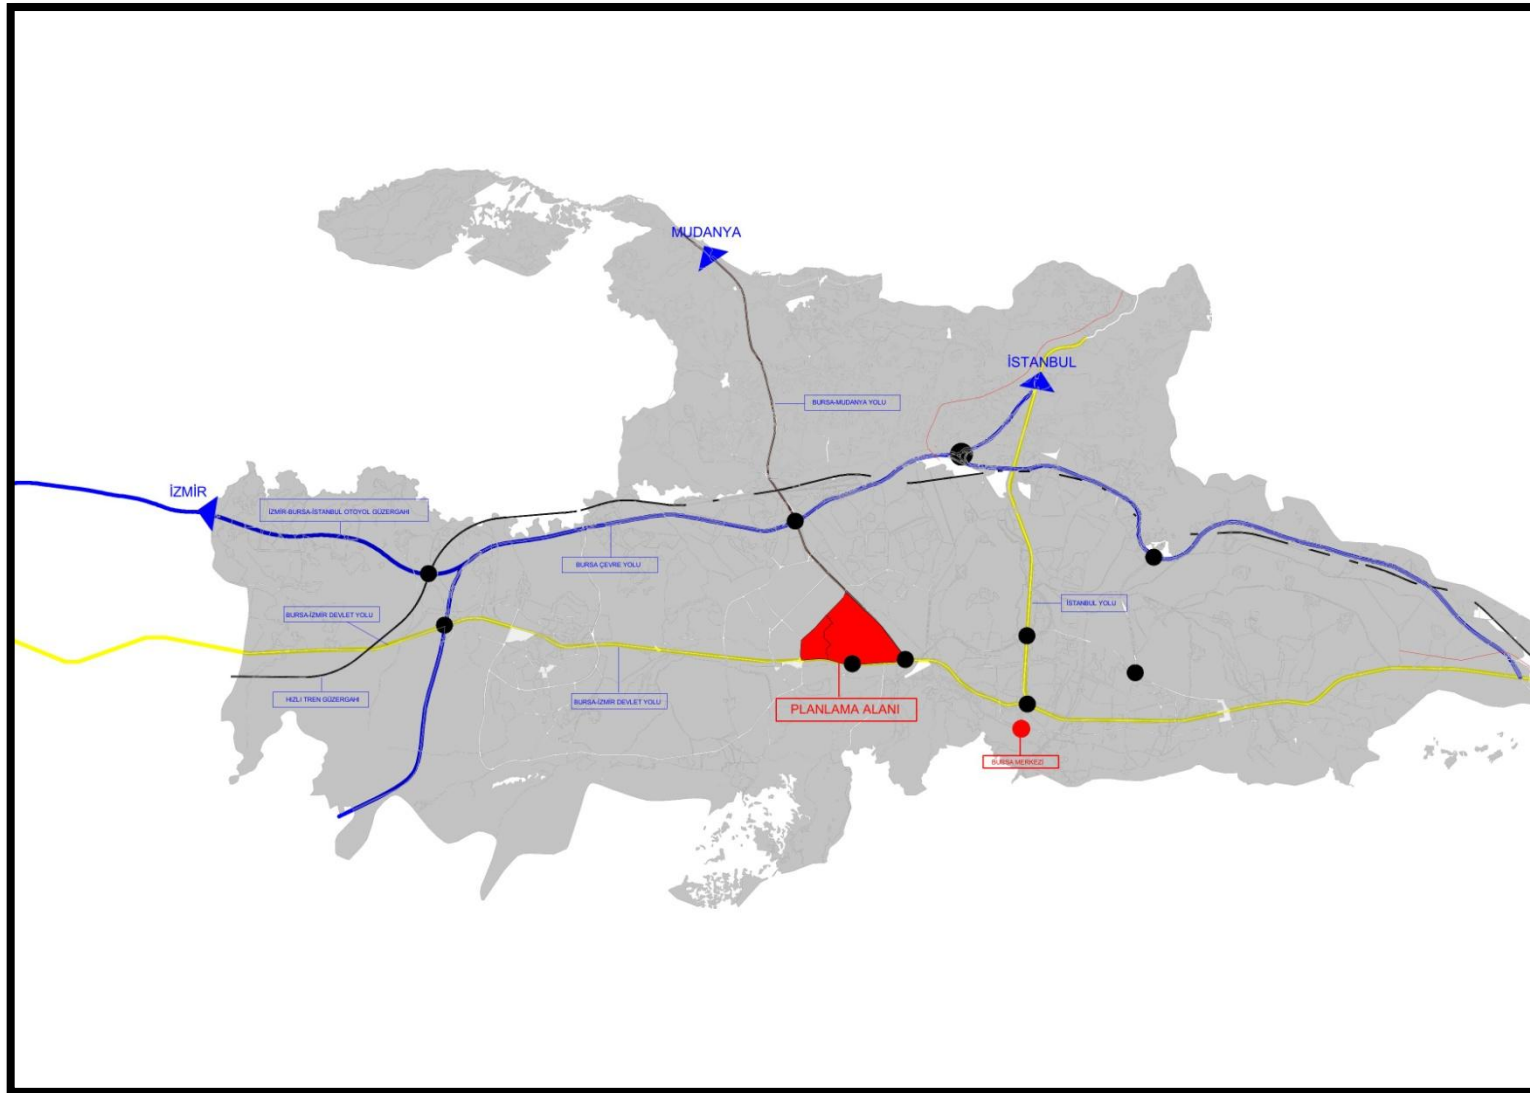 MUDANYA
İSTANBUL
BURSA-MUDANYA YOLU
İZMİR
İZMİR-BURSA-İSTANBUL OTOYOL GÜZERGAHI
BURSA ÇEVRE YOLU
BURSA-İZMİR DEVLET YOLU
İSTANBUL YOLU
HIZLI TREN GÜZERGAHI
BURSA-İZMİR DEVLET YOLU
PLANLAMA ALANI
BURSA MERKEZİ